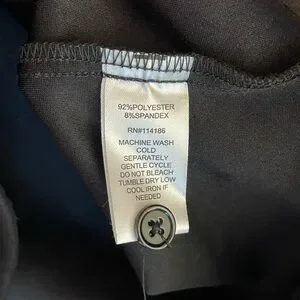 92%POLYESTER
8%SPANDEX
RN#114186
MACHINE WASH
COLD
SEPARATELY
GENTLE CYCLE
DO NOT BLEACH
TUMBLE DRY LOW
COOL IRON IF
NEEDED